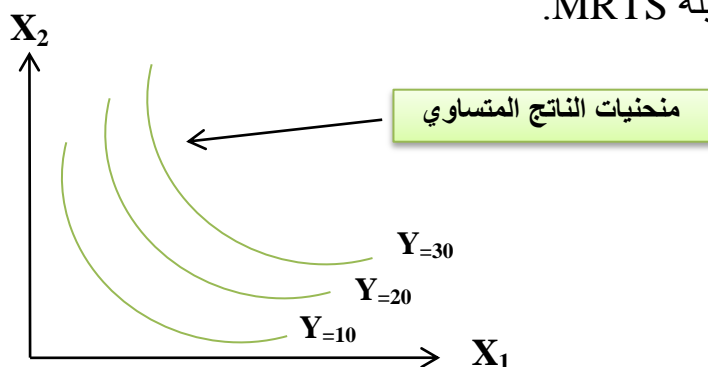 MRTS.
X₂
منحنيات الناتج المتساوي
Y=30
Y=20
Y=10
X₁